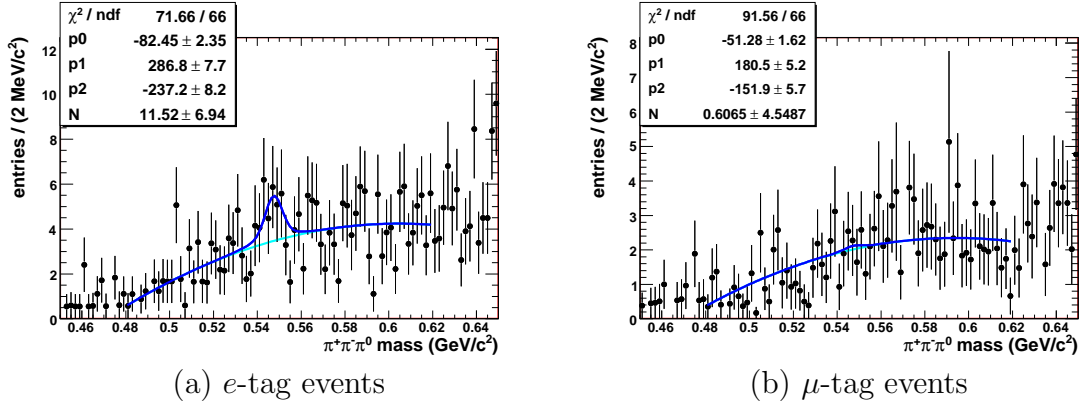 χ² / ndf 71.66 / 66
p0 -82.45 ± 2.35
p1 286.8 ± 7.7
p2 -237.2 ± 8.2
N 11.52 ± 6.94
entries / (2 MeV/c²)
12
10
8
6
4
2
0
0.46 0.48 0.5 0.52 0.54 0.56 0.58 0.6 0.62 0.64
π⁺π⁻π⁰ mass (GeV/c²)
(a) e-tag events
χ² / ndf 91.56 / 66
p0 -51.28 ± 1.62
p1 180.5 ± 5.2
p2 -151.9 ± 5.7
N 0.6065 ± 4.5487
entries / (2 MeV/c²)
8
7
6
5
4
3
2
1
0
0.46 0.48 0.5 0.52 0.54 0.56 0.58 0.6 0.62 0.64
π⁺π⁻π⁰ mass (GeV/c²)
(b) μ-tag events